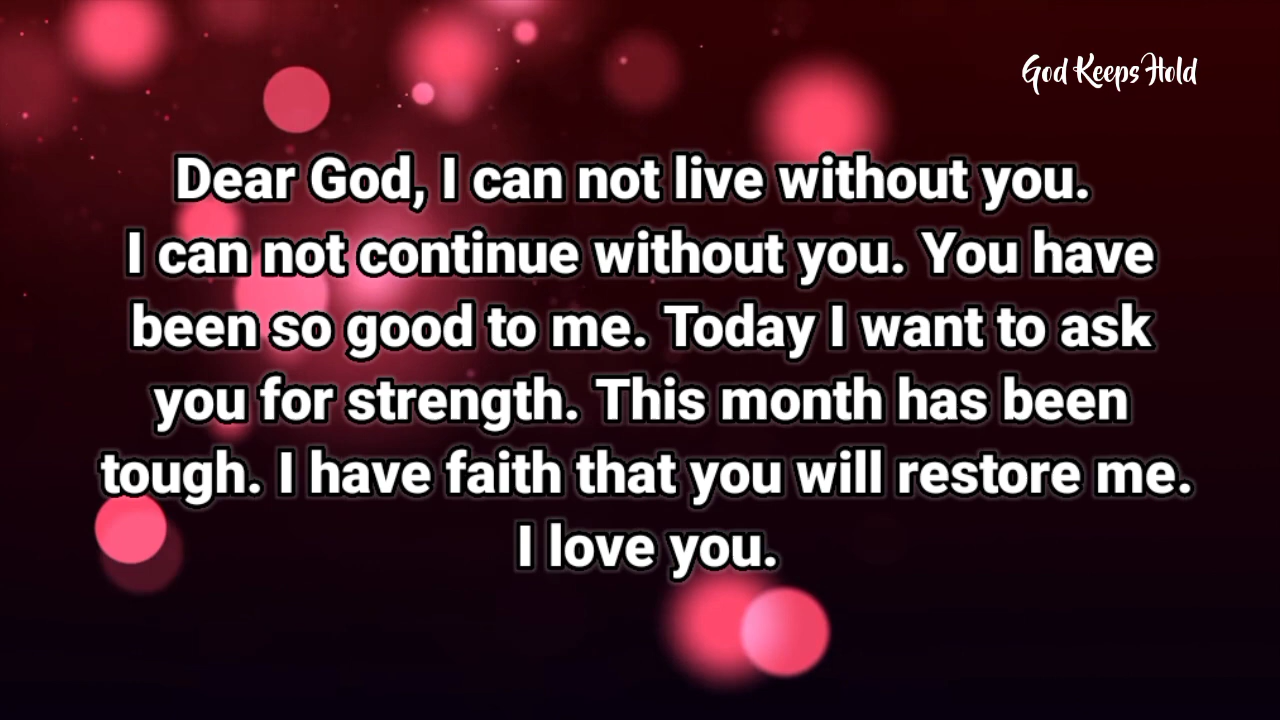 God Keeps Hold
Dear God, I can not live without you.
I can not continue without you. You have
been so good to me. Today I want to ask
you for strength. This month has been
tough. I have faith that you will restore me.
I love you.